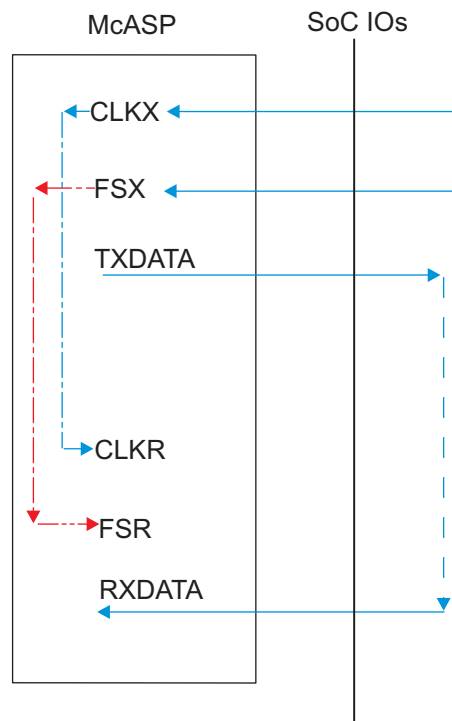 McASP
SoC IOs
CLKX
FSX
TXDATA
CLKR
FSR
RXDATA